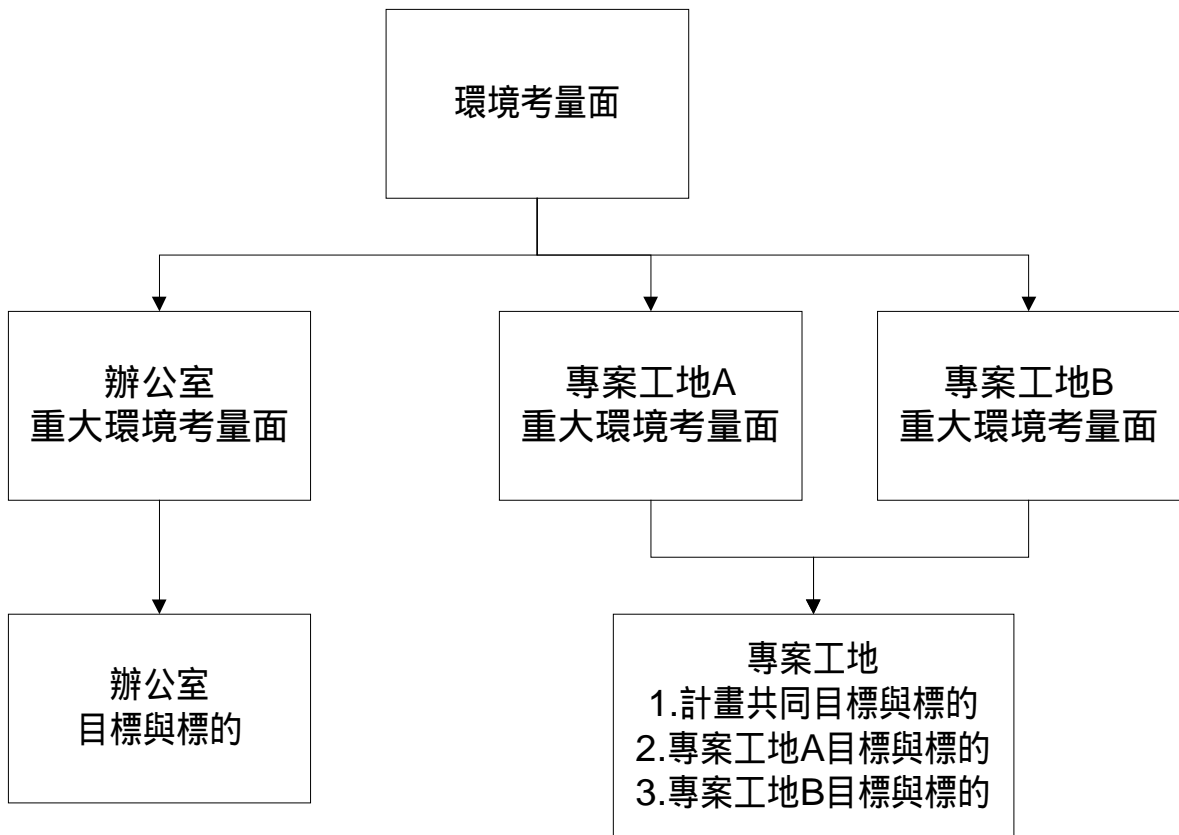 環境考量面
辦公室
重大環境考量面
專案工地A
重大環境考量面
專案工地B
重大環境考量面
辦公室
目標與標的
專案工地
1.計畫共同目標與標的
2.專案工地A目標與標的
3.專案工地B目標與標的